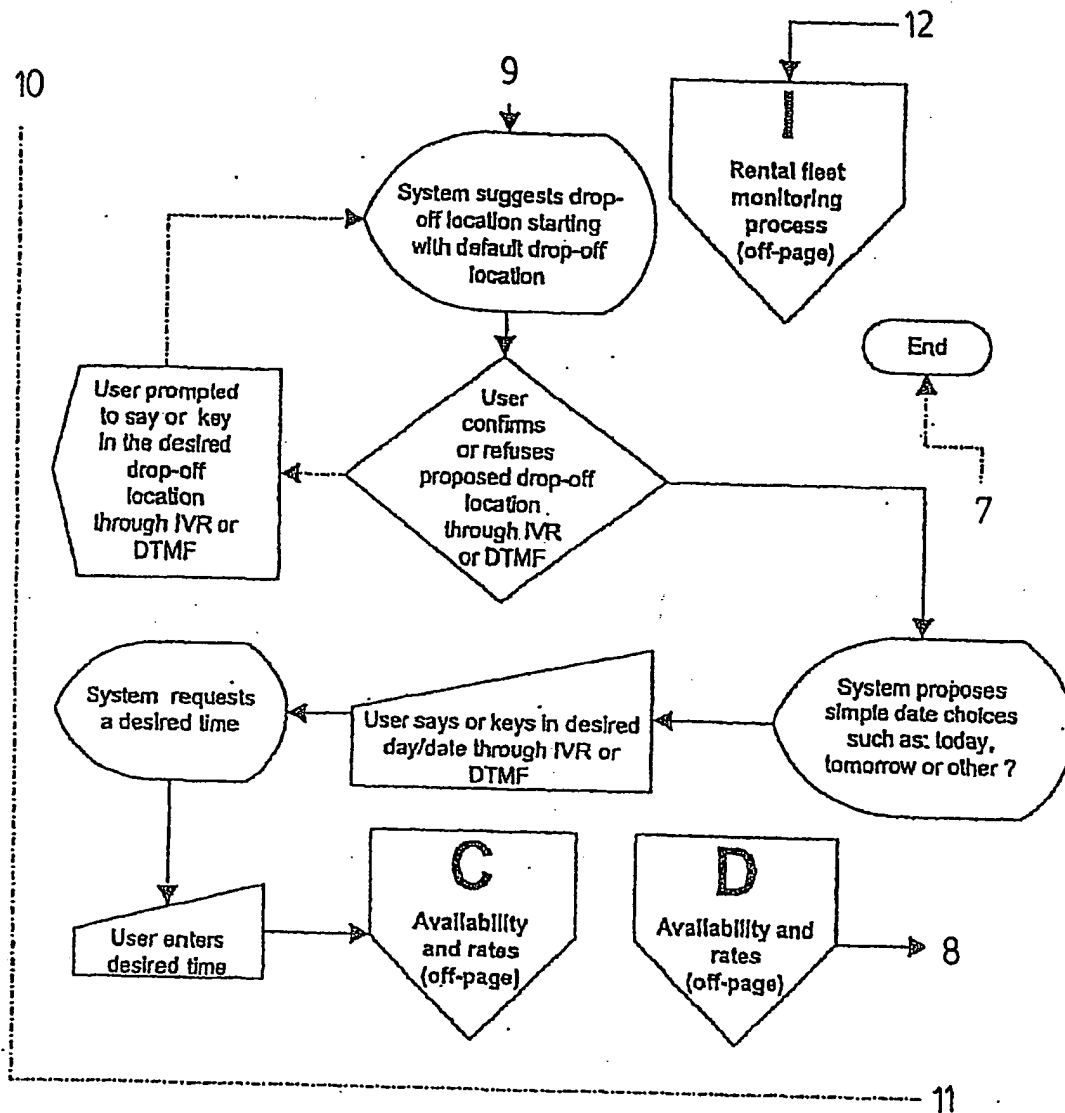 12
10
9
I
Rental fleet
monitoring
process
(off-page)
System suggests drop-
off location starting
with default drop-off
location
End
User prompted
to say or key
in the desired
drop-off
location
through IVR or
DTMF
User
confirms
or refuses
proposed drop-off
location
through IVR
or DTMF
7
System requests
a desired time
User says or keys in desired
day/date through IVR or
DTMF
System proposes
simple date choices
such as: today,
tomorrow or other ?
User enters
desired time
C
Availability
and rates
(off-page)
D
Availability and
rates
(off-page)
8
11